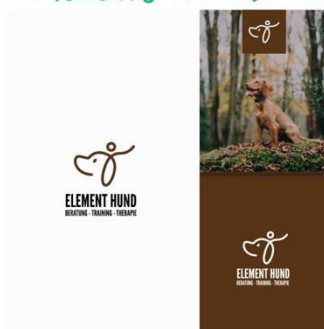 ELEMENT HUND
BERATUNG - TRAINING - THERAPIE
ELEMENT HUND
BERATUNG - TRAINING - THERAPIE